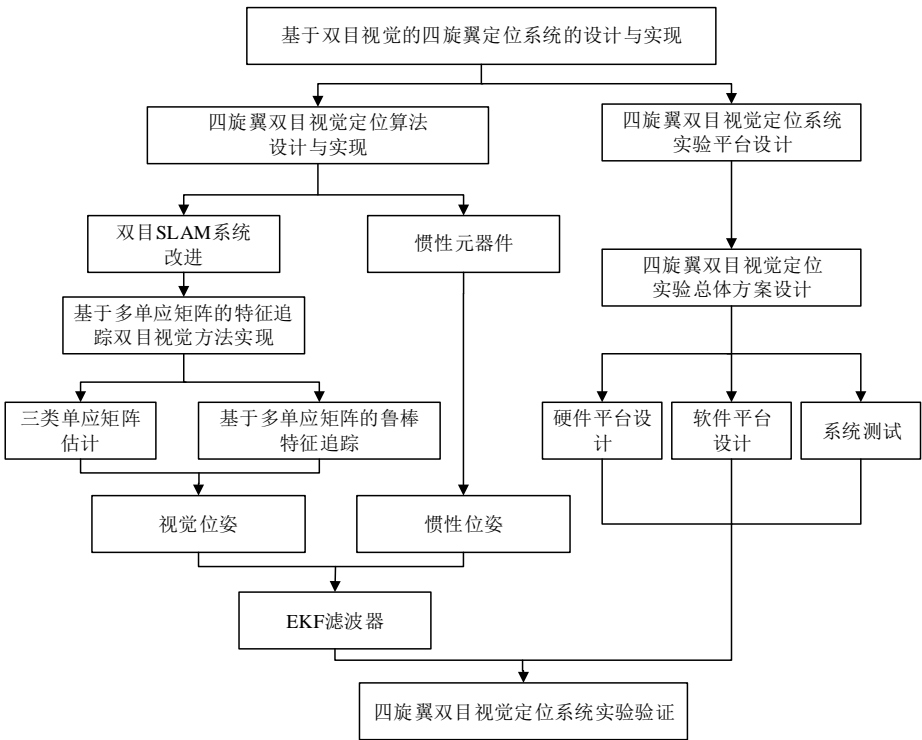 基于双目视觉的四旋翼定位系统的设计与实现
四旋翼双目视觉定位算法
设计与实现
四旋翼双目视觉定位系统
实验平台设计
双目SLAM系统
改进
惯性元器件
四旋翼双目视觉定位
实验总体方案设计
基于多单应矩阵的特征追
踪双目视觉方法实现
三类单应矩阵
估计
基于多单应矩阵的鲁棒
特征追踪
硬件平台设
计
软件平台
设计
系统测试
视觉位姿
惯性位姿
EKF滤波器
四旋翼双目视觉定位系统实验验证